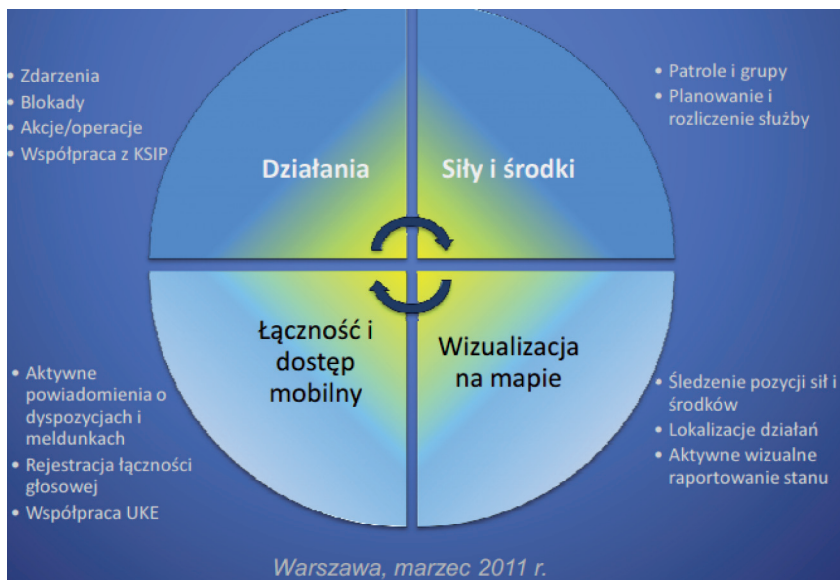 • Zdarzenia
• Blokady
• Akcje/operacje
• Współpraca z KSIP
Działania
Siły i środki
• Patrole i grupy
• Planowanie i
rozliczenie służby
Łączność i
dostęp
mobilny
Wizualizacja
na mapie
• Aktywne
powiadomienia o
dyspozycjach i
meldunkach
• Rejestracja łączności
głosowej
• Współpraca UKE
• Śledzenie pozycji sił i
środków
• Lokalizacje działań
• Aktywne wizualne
raportowanie stanu
Warszawa, marzec 2011 r.